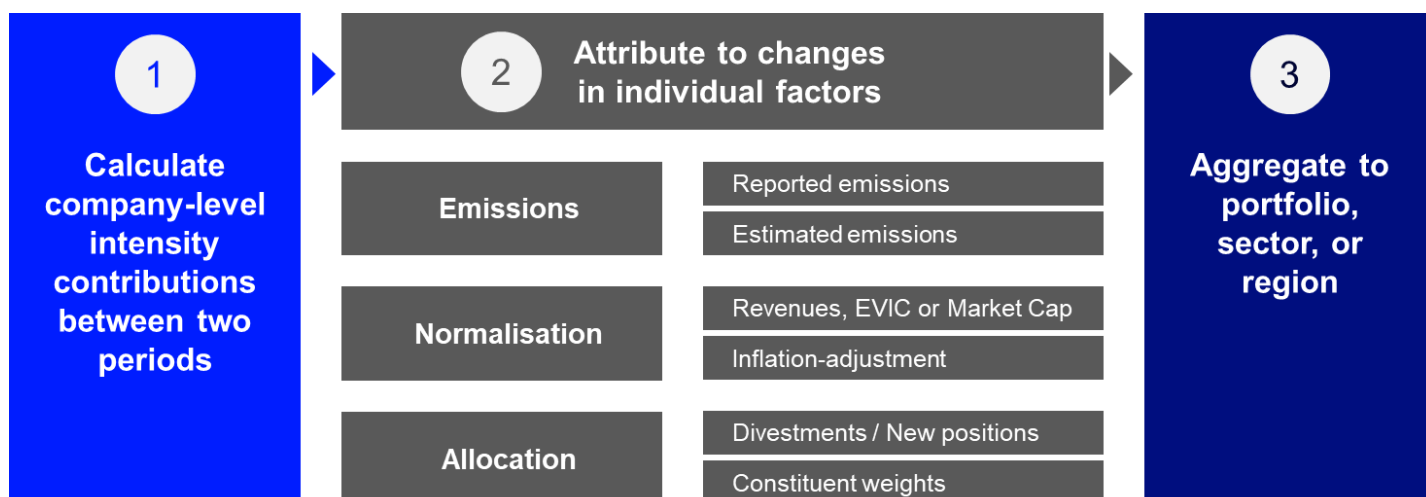 1
Calculate
company-level
intensity
contributions
between two
periods
2
Attribute to changes
in individual factors
Emissions
Reported emissions
Estimated emissions
Normalisation
Revenues, EVIC or Market Cap
Inflation-adjustment
Allocation
Divestments / New positions
Constituent weights
3
Aggregate to
portfolio,
sector, or
region